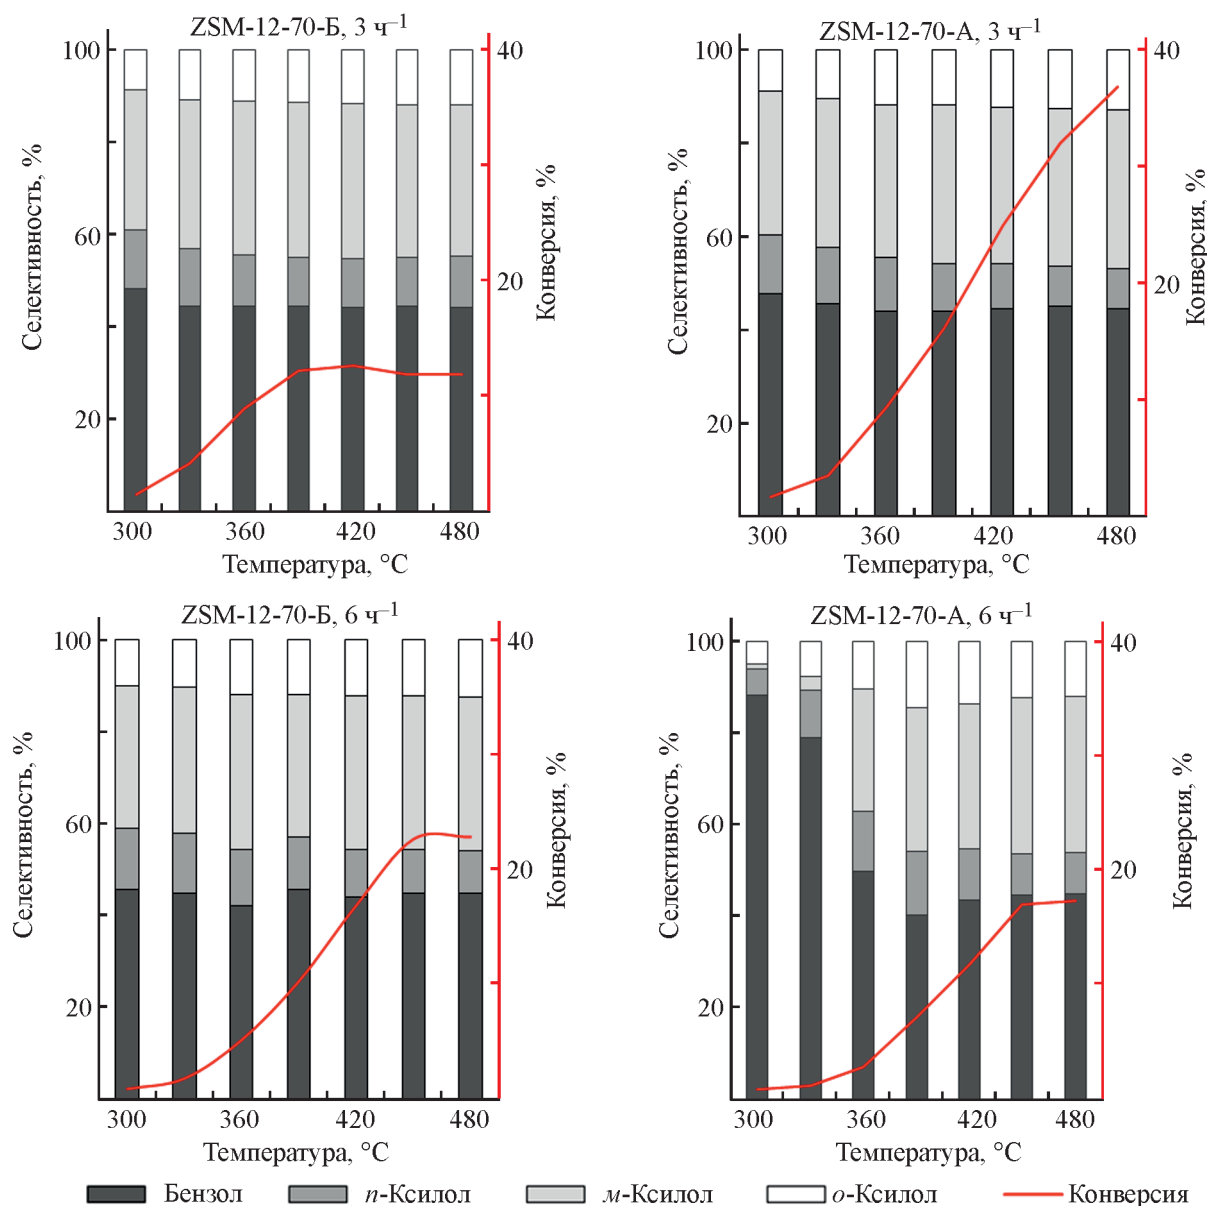 ZSM-12-70-Б, 3 ч–1
100
60
20
Селективность, %
40
20
Конверсия, %
300 360 420 480
Температура, °C
ZSM-12-70-А, 3 ч–1
100
60
20
Селективность, %
40
20
Конверсия, %
300 360 420 480
Температура, °C
ZSM-12-70-Б, 6 ч–1
100
60
20
Селективность, %
40
20
Конверсия, %
300 360 420 480
Температура, °C
ZSM-12-70-А, 6 ч–1
100
60
20
Селективность, %
40
20
Конверсия, %
300 360 420 480
Температура, °C
Бензол п-Ксилол м-Ксилол о-Ксилол Конверсия